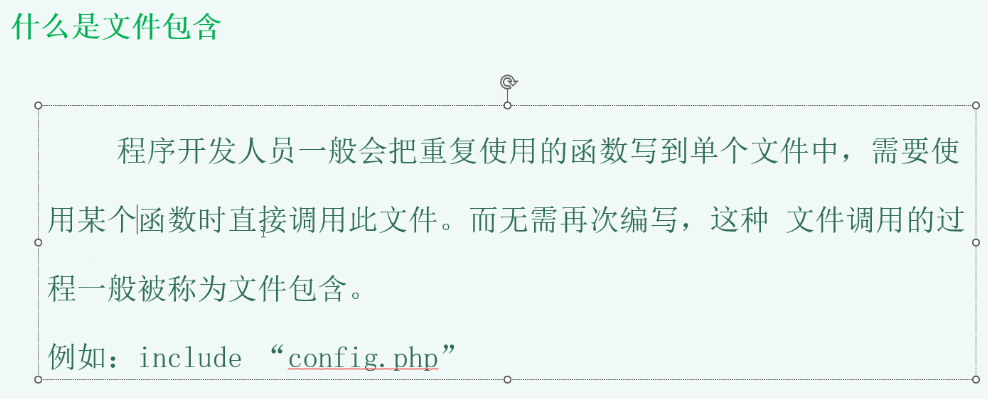 什么是文件包含
程序开发人员一般会把重复使用的函数写到单个文件中，需要使
用某个函数时直接调用此文件。而无需再次编写，这种 文件调用的过
程一般被称为文件包含。
例如：include “config.php”